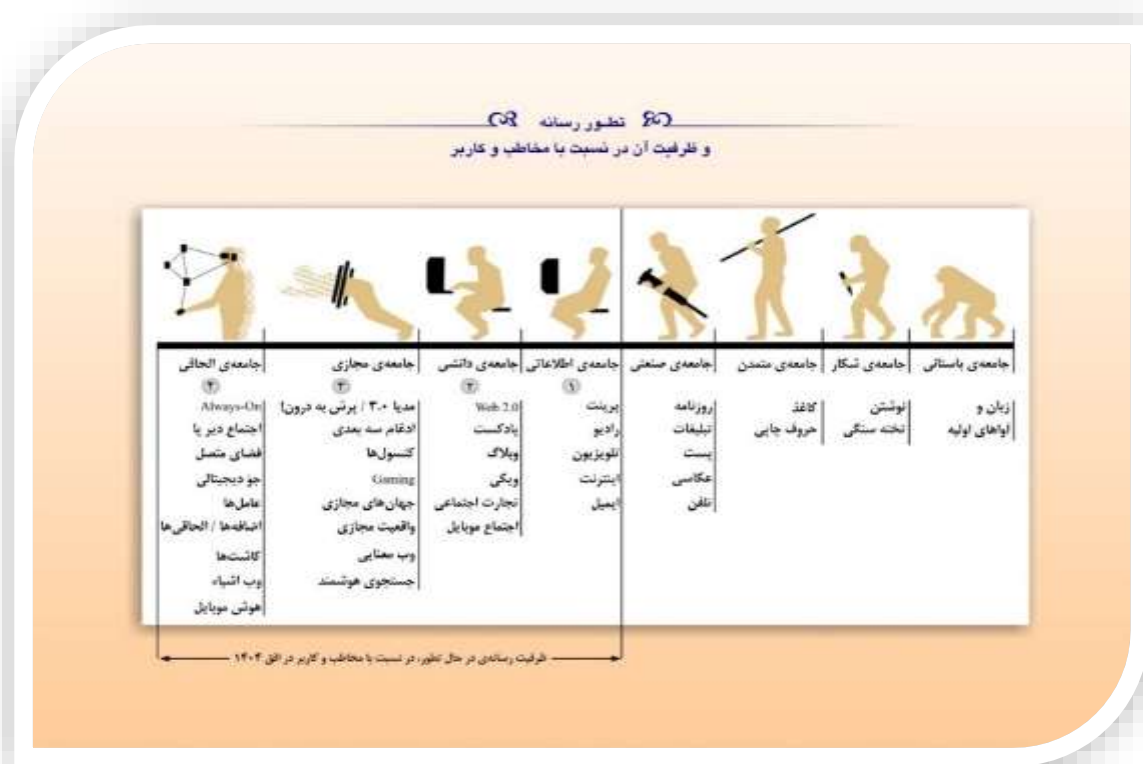 تطور رسانه
و ظرفیت آن در نسبت با مخاطب و کاربر
جامعه‌ی باستانی
زبان و
اواهای اولیه
جامعه‌ی شکار
نوشتن
تخته سنگی
جامعه‌ی متمدن
کاغذ
حروف چاپی
جامعه‌ی صنعتی
روزنامه
تبلیغات
پست
عکاسی
تلفن
جامعه‌ی اطلاعاتی
۱
پرینت
رادیو
تلویزیون
اینترنت
ایمیل
جامعه‌ی دانشی
۲
Web 2.0
پادکست
وبلاگ
ویکی
تجارت اجتماعی
اجتماع موبایل
جامعه‌ی مجازی
۳
مدیا ۳.۰ / پرش به درون!
ادغام سه بعدی
کنسول‌ها
Gaming
جهان‌های مجازی
واقعیت مجازی
وب معنایی
جستجوی هوشمند
جامعه‌ی الحاقی
۴
Always-On
اجتماع دیر پا
فضای متصل
جو دیجیتالی
عامل‌ها
اضافه‌ها / الحاقی‌ها
کاشت‌ها
وب اشیاء
هوش موبایل
ظرفیت رسانه‌ی در حال تطور، در نسبت با مخاطب و کاربر در افق ۱۴۰۴